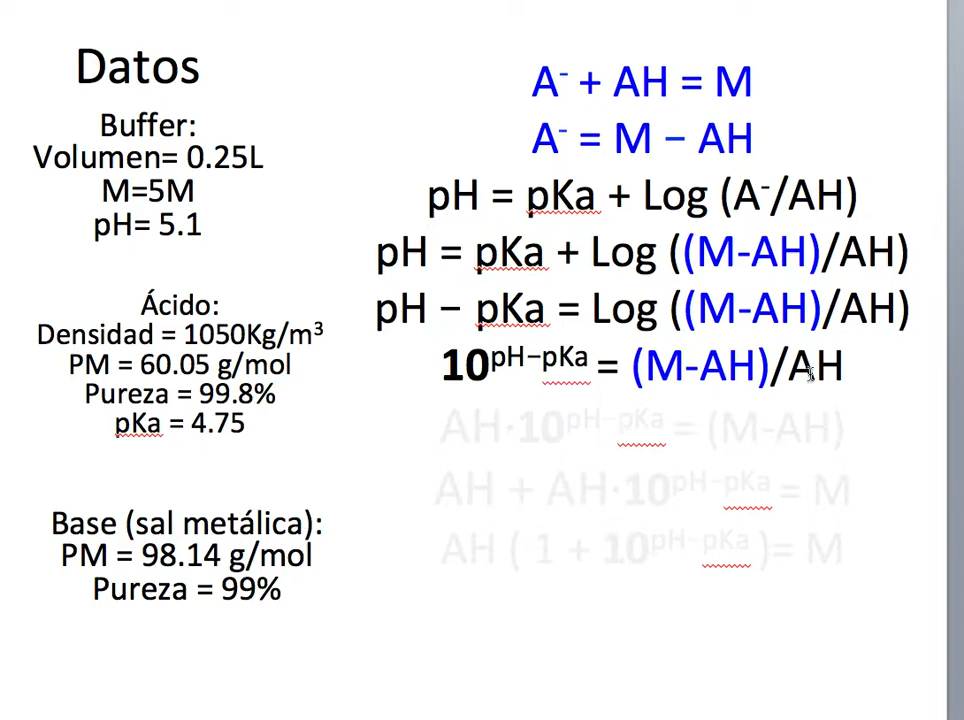 Datos
Buffer:
Volumen= 0.25L
M=5M
pH= 5.1
Ácido:
Densidad = 1050Kg/m³
PM = 60.05 g/mol
Pureza = 99.8%
pKa = 4.75
Base (sal metálica):
PM = 98.14 g/mol
Pureza = 99%
A⁻ + AH = M
A⁻ = M − AH
pH = pKa + Log (A⁻/AH)
pH = pKa + Log ((M-AH)/AH)
pH − pKa = Log ((M-AH)/AH)
10^pH−pKa = (M-AH)/AH
AH·10^pH−pKa = (M-AH)
AH + AH·10^pH−pKa = M
AH ( 1 + 10^pH−pKa )= M